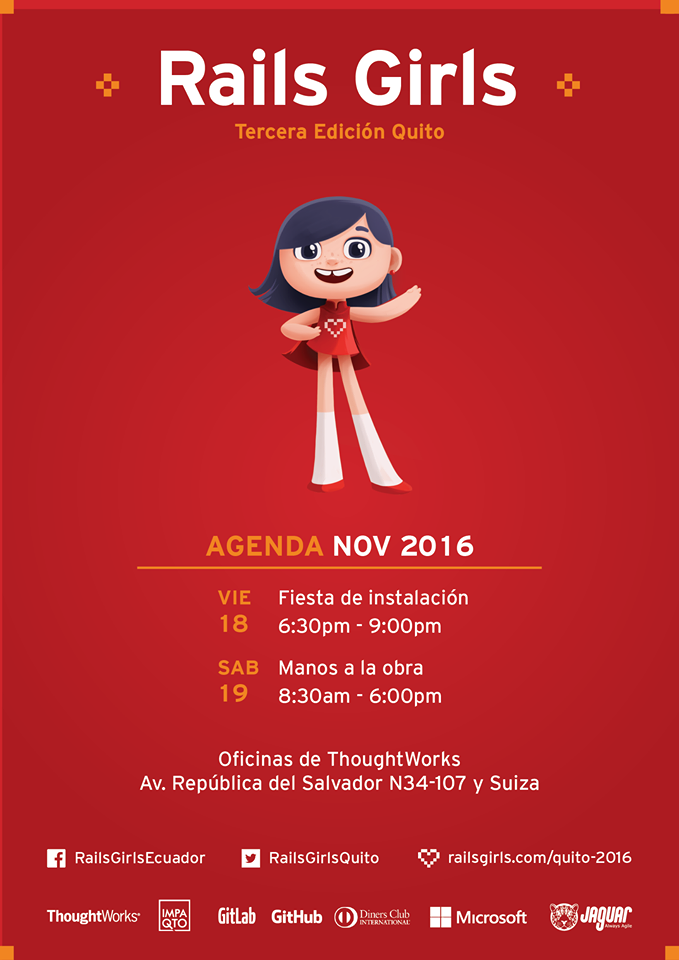 Rails Girls
Tercera Edición Quito
AGENDA NOV 2016
VIE 18 Fiesta de instalación
6:30pm - 9:00pm
SAB 19 Manos a la obra
8:30am - 6:00pm
Oficinas de ThoughtWorks
Av. República del Salvador N34-107 y Suiza
RailsGirlsEcuador RailsGirlsQuito railsgirls.com/quito-2016
ThoughtWorks® IMPAQTO GitLab GitHub Diners Club INTERNATIONAL Microsoft JAGUAR Always Agile